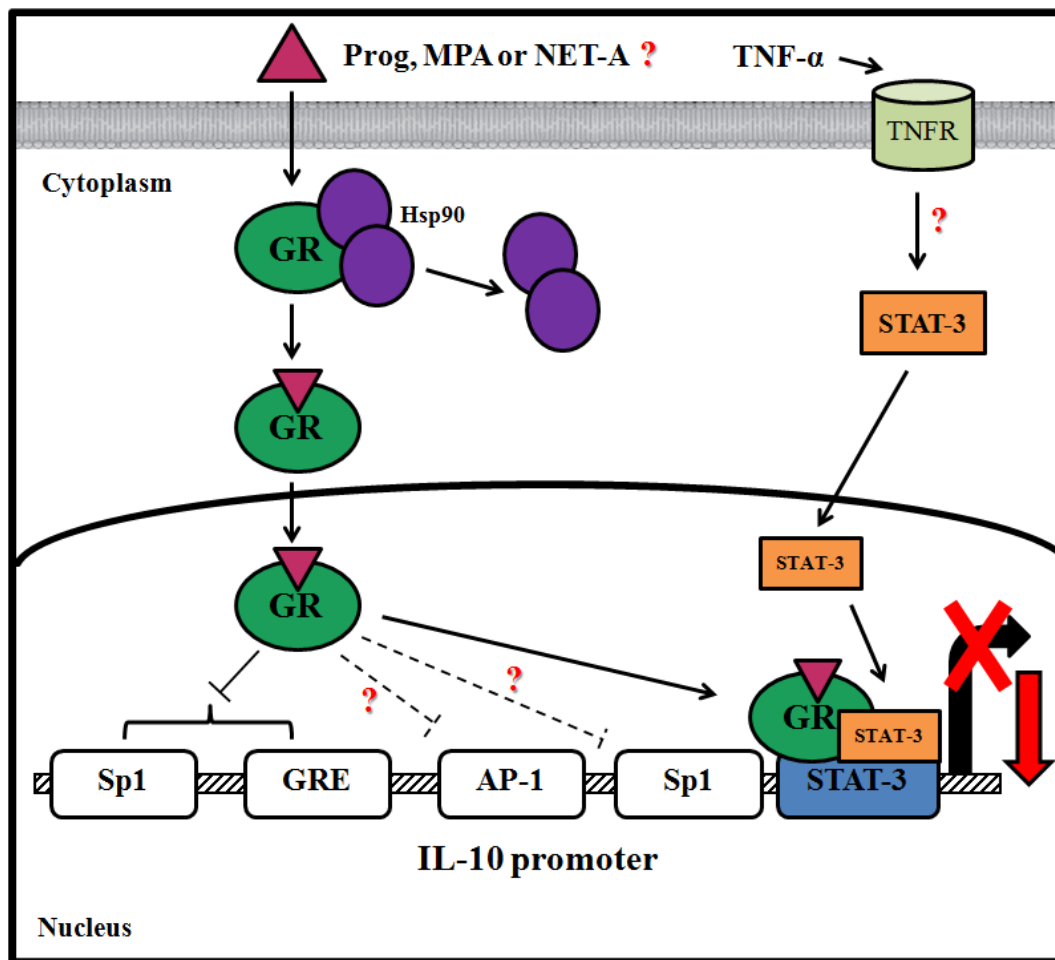 Prog, MPA or NET-A ?
TNF-α
TNFR
Cytoplasm
Hsp90
GR
?
STAT-3
GR
STAT-3
GR
?
?
GR
STAT-3
Sp1
GRE
AP-1
Sp1
STAT-3
IL-10 promoter
Nucleus